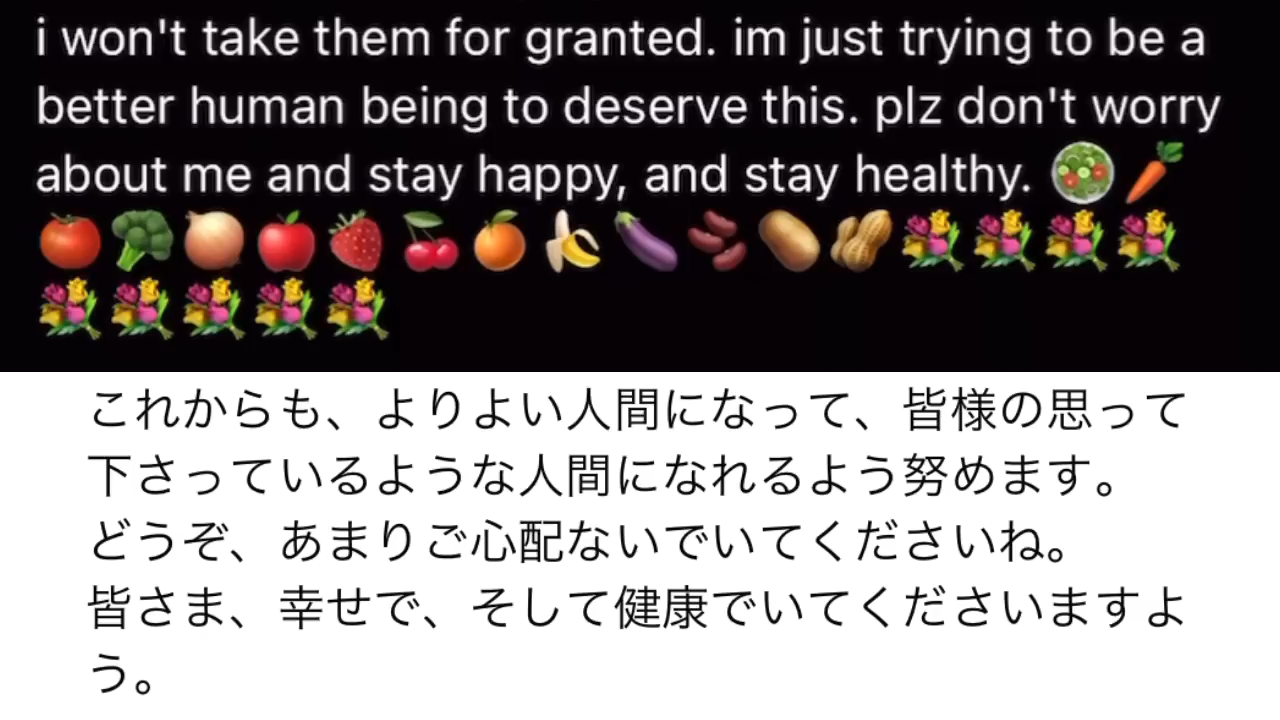 i won't take them for granted. im just trying to be a
better human being to deserve this. plz don't worry
about me and stay happy, and stay healthy. 🥗🥕
🍅🥦🧅🍎🍓🍒🍊🍌🍆🫘🥔🥜💐💐💐💐
💐💐💐💐💐
これからも、よりよい人間になって、皆様の思って
下さっているような人間になれるよう努めます。
どうぞ、あまりご心配ないでいてくださいね。
皆さま、幸せで、そして健康でいてくださいますよ
う。